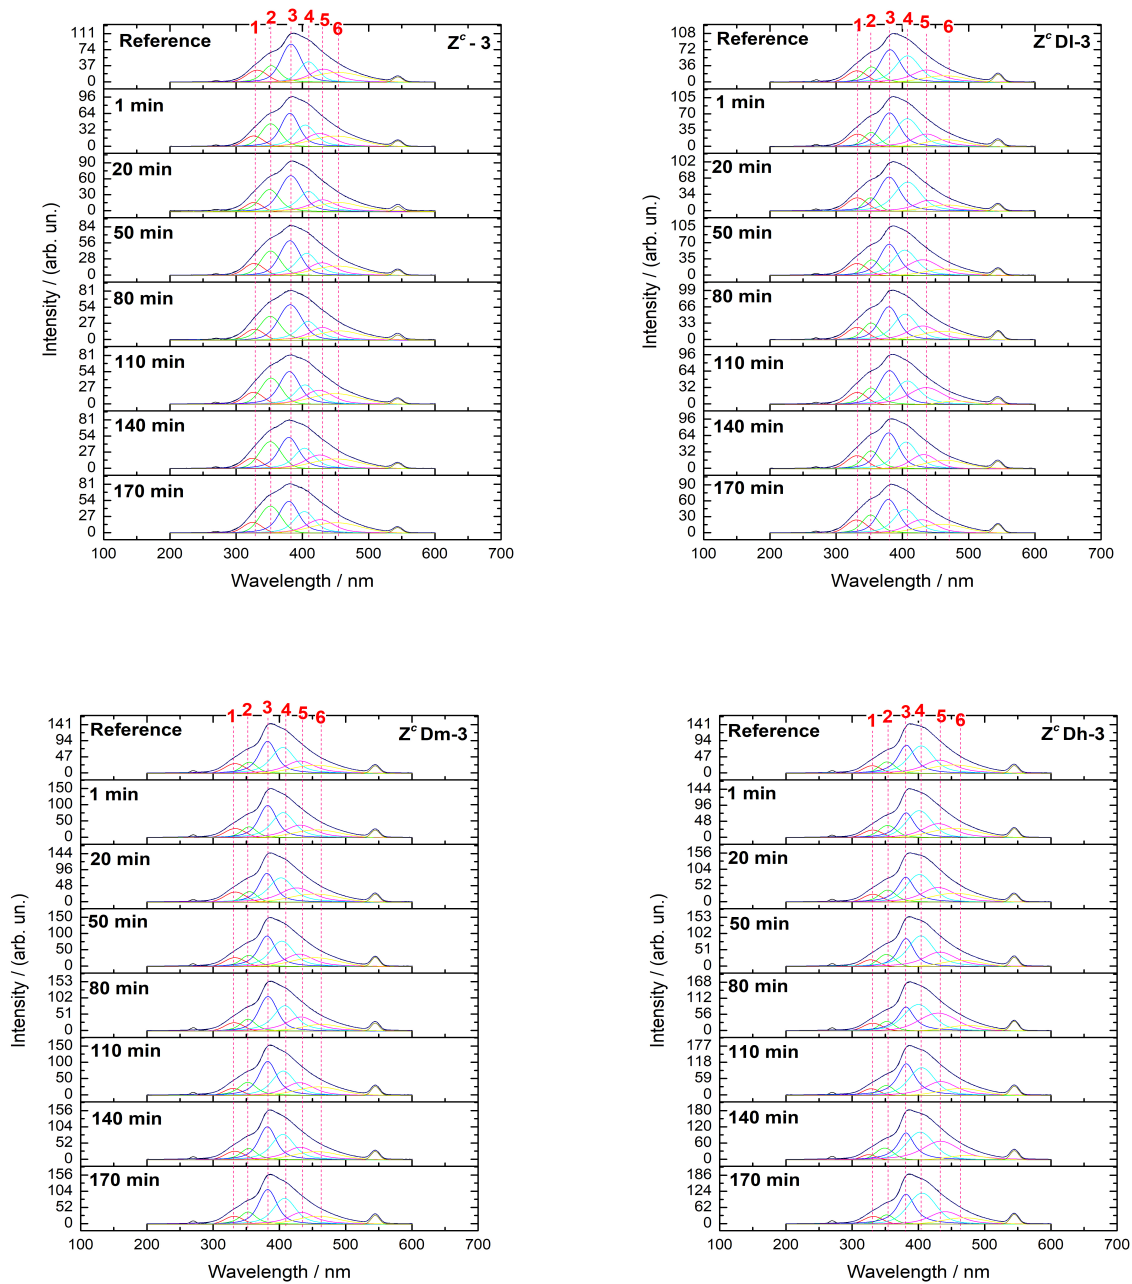 1 2 3 4 5 6
Reference
Z^c - 3
111
74
37
0
1 min
96
64
32
0
20 min
90
60
30
0
50 min
84
56
28
0
80 min
81
54
27
0
110 min
81
54
27
0
140 min
81
54
27
0
170 min
81
54
27
0
100 200 300 400 500 600 700
Intensity / (arb. un.)
Wavelength / nm
1 2 3 4 5 6
Reference
Z^c Dl-3
108
72
36
0
1 min
105
70
35
0
20 min
102
68
34
0
50 min
105
70
35
0
80 min
99
66
33
0
110 min
96
64
32
0
140 min
96
64
32
0
170 min
90
60
30
0
100 200 300 400 500 600 700
Intensity / (arb. un.)
Wavelength / nm
1 2 3 4 5 6
Reference
Z^c Dm-3
141
94
47
0
1 min
150
100
50
0
20 min
144
96
48
0
50 min
150
100
50
0
80 min
153
102
51
0
110 min
150
100
50
0
140 min
156
104
52
0
170 min
156
104
52
0
100 200 300 400 500 600 700
Intensity / (arb. un.)
Wavelength / nm
1 2 3 4 5 6
Reference
Z^c Dh-3
141
94
47
0
1 min
144
96
48
0
20 min
156
104
52
0
50 min
153
102
51
0
80 min
168
112
56
0
110 min
177
118
59
0
140 min
180
120
60
0
170 min
186
124
62
0
100 200 300 400 500 600 700
Intensity / (arb. un.)
Wavelength / nm